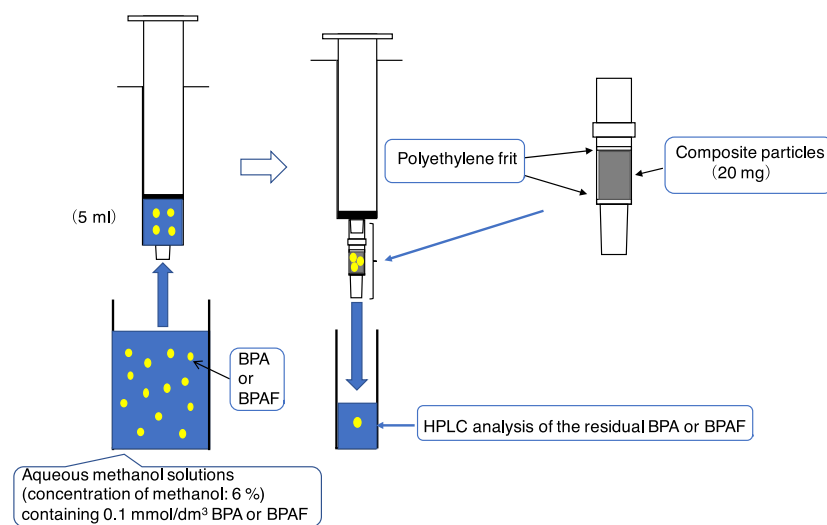 Polyethylene frit
Composite particles
（20 mg）
（5 ml）
BPA
or
BPAF
HPLC analysis of the residual BPA or BPAF
Aqueous methanol solutions
(concentration of methanol: 6 %)
containing 0.1 mmol/dm³ BPA or BPAF